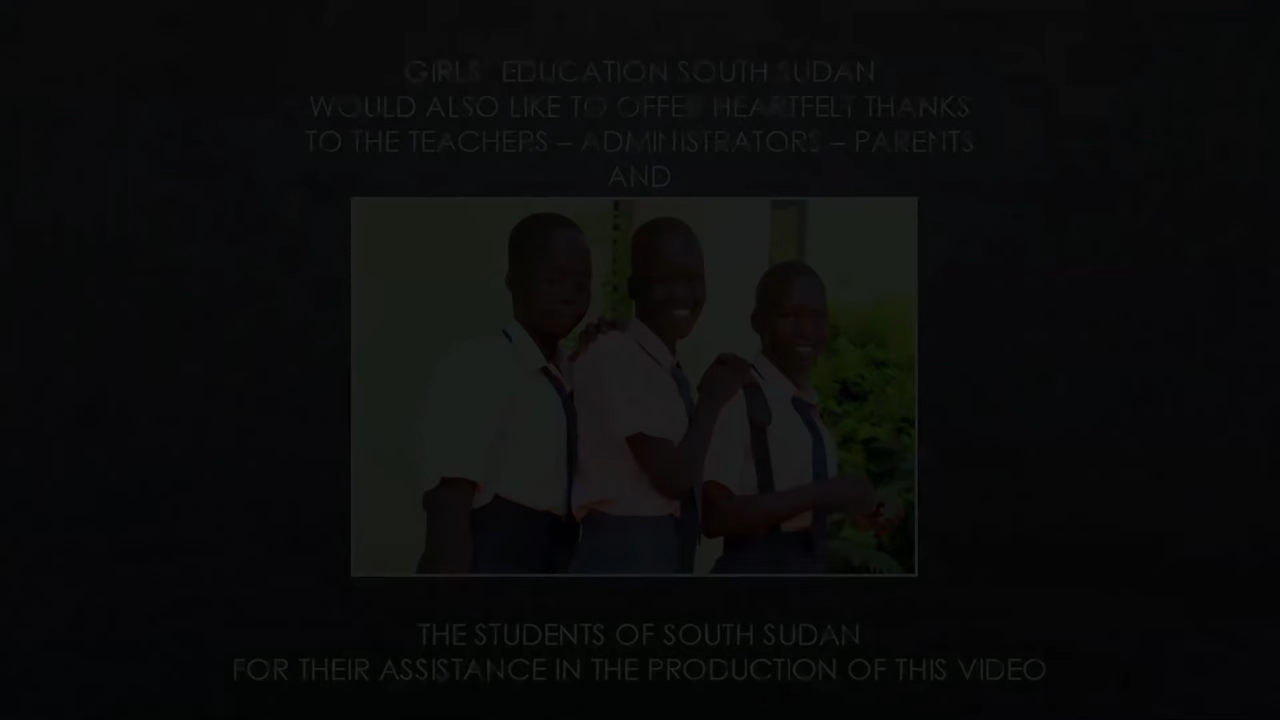 GIRLS' EDUCATION SOUTH SUDAN
WOULD ALSO LIKE TO OFFER HEARTFELT THANKS
TO THE TEACHERS – ADMINISTRATORS – PARENTS
AND
THE STUDENTS OF SOUTH SUDAN
FOR THEIR ASSISTANCE IN THE PRODUCTION OF THIS VIDEO